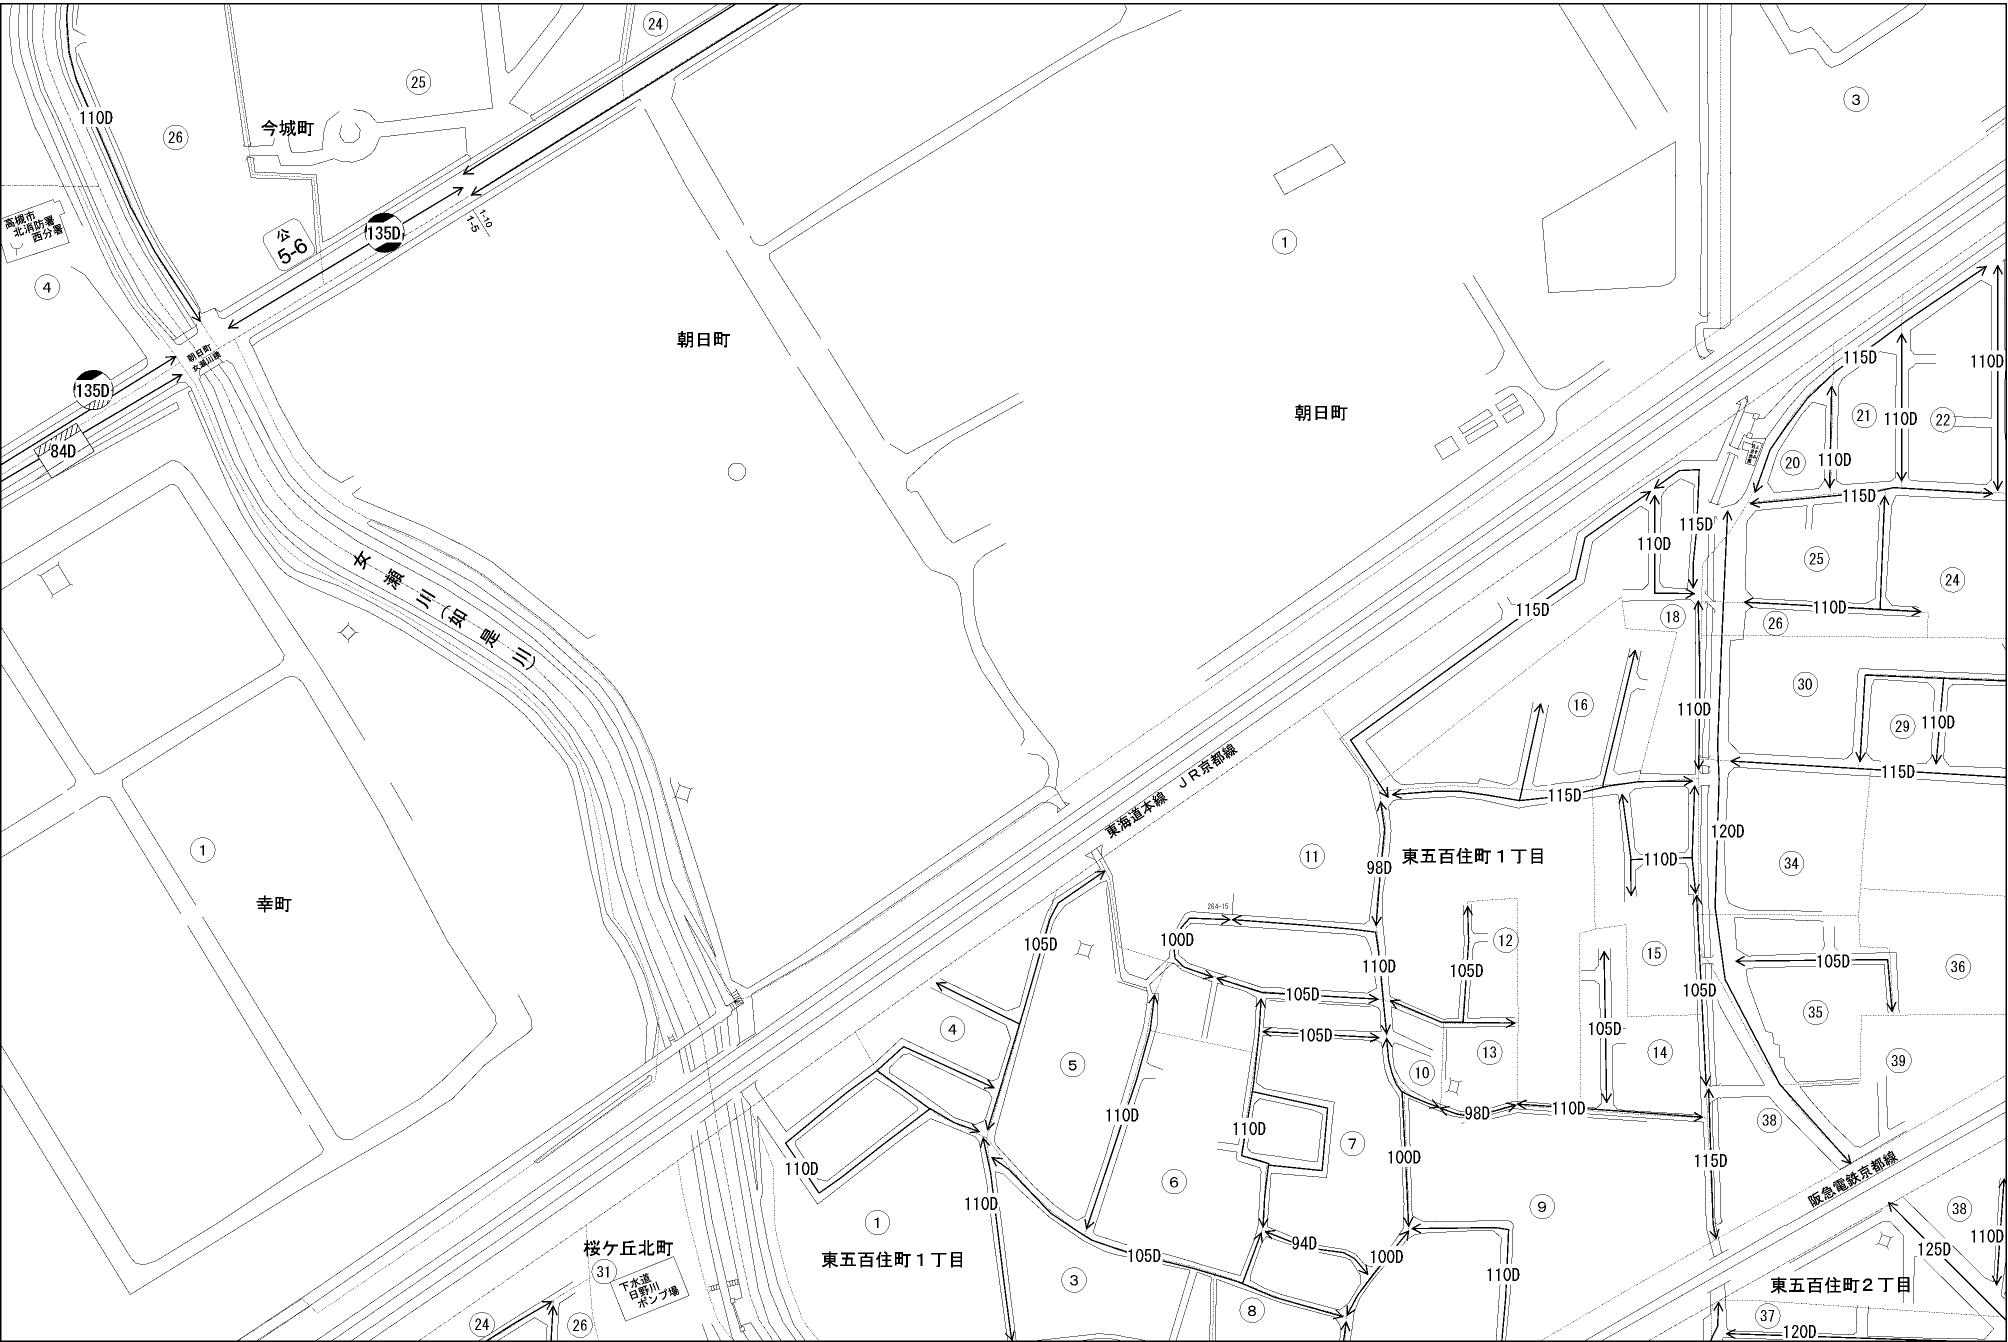 24
25
3
110D
今城町
26
高槻市
北消防署
西分署
135D
公
5-6
1-10
1-5
1
4
朝日町
朝日町
女瀬川橋
115D
110D
135D
朝日町
21
110D
22
84D
20
110D
115D
115D
110D
25
24
女瀬川(如是川)
115D
18
110D
26
30
16
110D
29
110D
115D
東海道本線 JR京都線
115D
120D
1
11
東五百住町1丁目
98D
110D
34
幸町
264-15
100D
12
105D
15
105D
36
105D
110D
105D
105D
35
4
105D
105D
13
14
39
5
10
110D
98D
110D
38
110D
7
110D
100D
115D
阪急電鉄京都線
110D
6
9
38
1
桜ケ丘北町
東五百住町1丁目
105D
94D
100D
125D
110D
31
下水道
日野川
ポンプ場
3
110D
東五百住町2丁目
24
26
8
37
120D